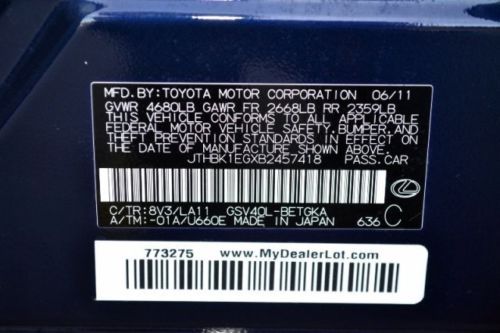 MFD. BY: TOYOTA MOTOR CORPORATION 06/11
GVWR 4680LB GAWR FR 2668LB RR 2359LB
THIS VEHICLE CONFORMS TO ALL APPLICABLE
FEDERAL MOTOR VEHICLE SAFETY, BUMPER, AND
THEFT PREVENTION STANDARDS IN EFFECT ON
THE DATE OF MANUFACTURE SHOWN ABOVE.
JTHBK1EGXB2457418 PASS.CAR
C/TR:8V3/LA11 GSV40L-BETGKA
A/TM:-01A/U660E MADE IN JAPAN 636 C
773275 www.MyDealerLot.com